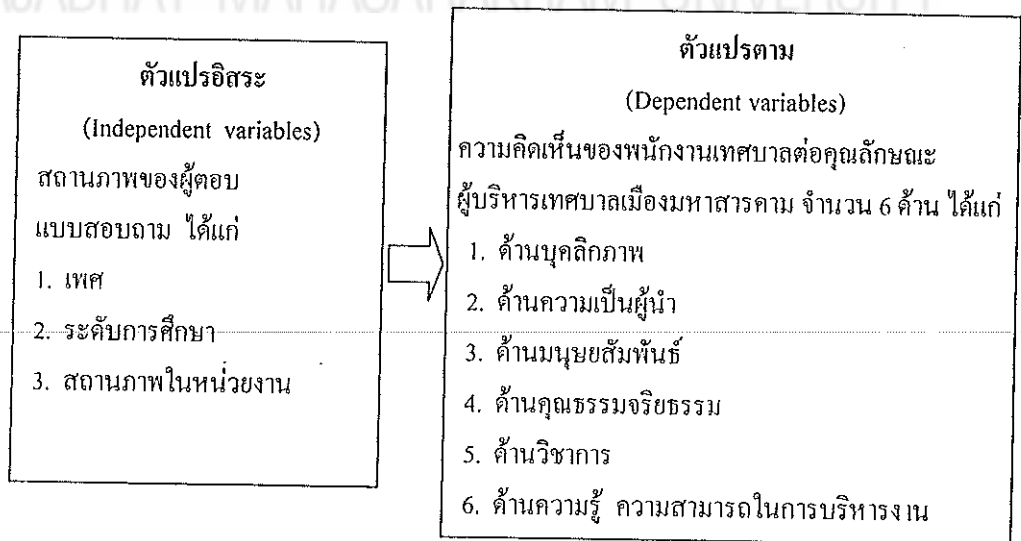 MAHASARAKHAM UNIVERSITY
ตัวแปรอิสระ
(Independent variables)
สถานภาพของผู้ตอบ
แบบสอบถาม ได้แก่
1. เพศ
2. ระดับการศึกษา
3. สถานภาพในหน่วยงาน
ตัวแปรตาม
(Dependent variables)
ความคิดเห็นของพนักงานเทศบาลต่อคุณลักษณะ
ผู้บริหารเทศบาลเมืองมหาสารคาม จำนวน 6 ด้าน ได้แก่
1. ด้านบุคลิกภาพ
2. ด้านความเป็นผู้นำ
3. ด้านมนุษยสัมพันธ์
4. ด้านคุณธรรมจริยธรรม
5. ด้านวิชาการ
6. ด้านความรู้ ความสามารถในการบริหารงาน